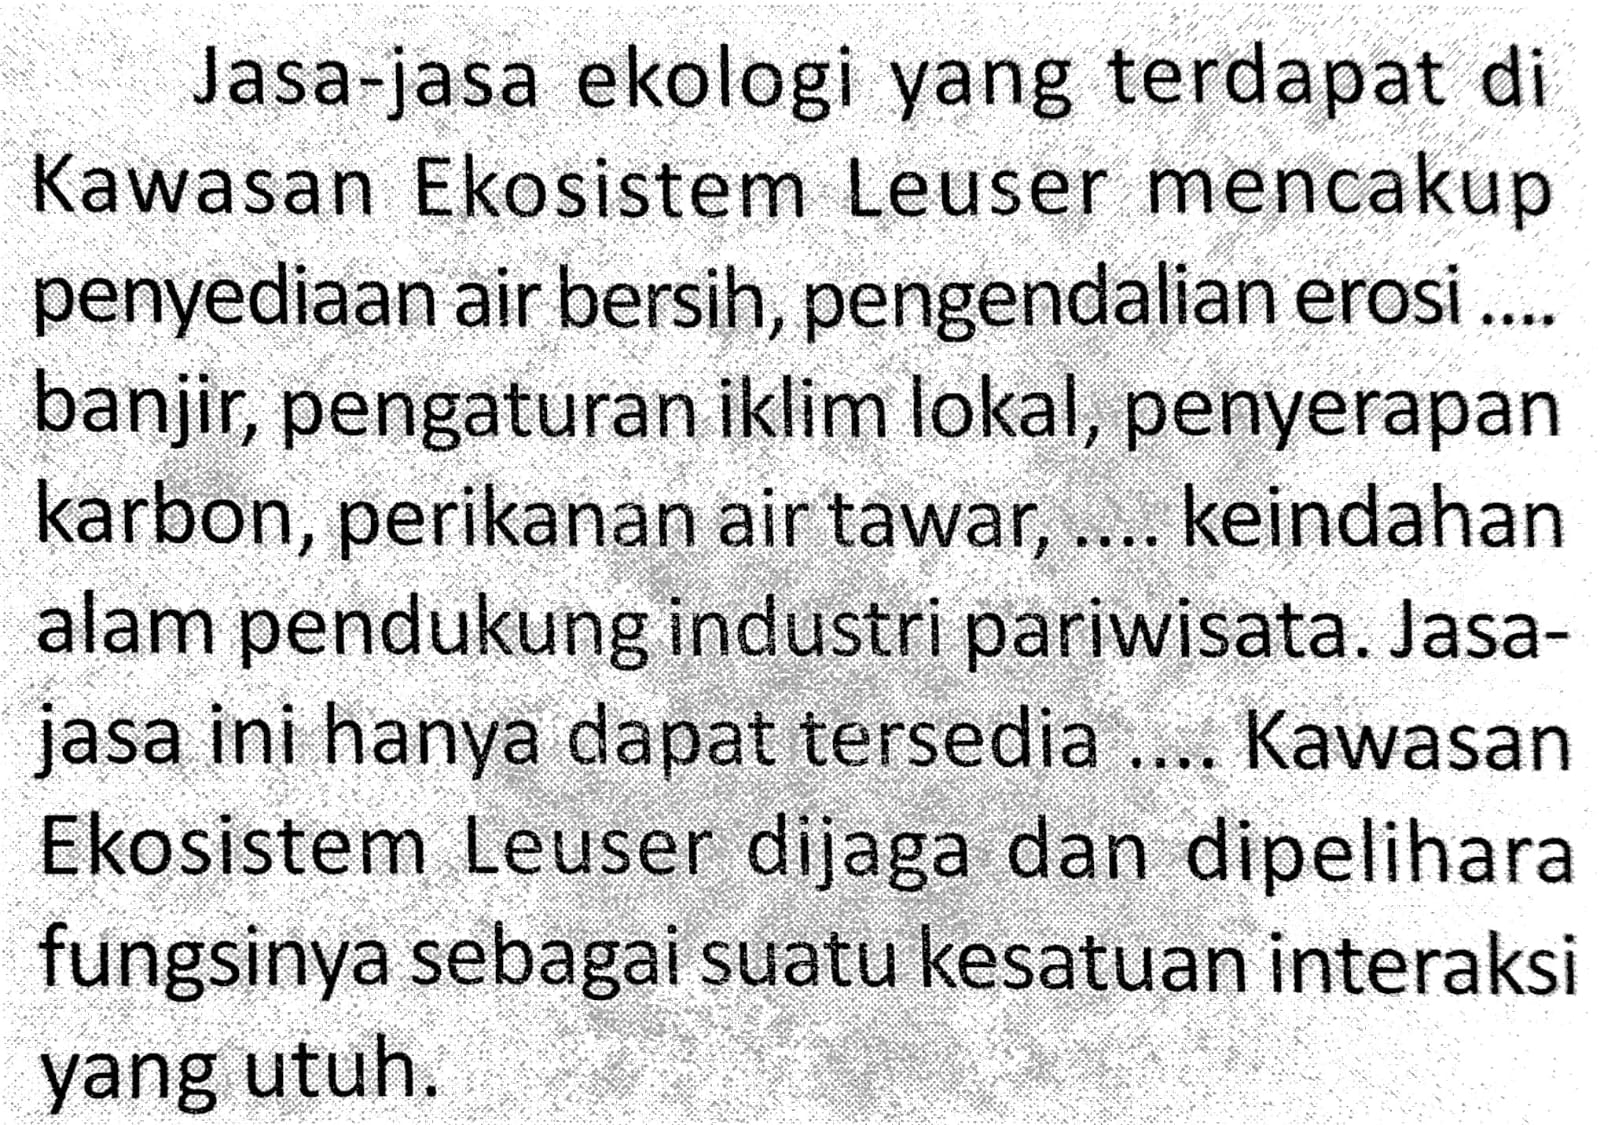 Jasa-jasa ekologi yang terdapat di
Kawasan Ekosistem Leuser mencakup
penyediaan air bersih, pengendalian erosi ....
banjir, pengaturan iklim lokal, penyerapan
karbon, perikanan air tawar, .... keindahan
alam pendukung industri pariwisata. Jasa-
jasa ini hanya dapat tersedia .... Kawasan
Ekosistem Leuser dijaga dan dipelihara
fungsinya sebagai suatu kesatuan interaksi
yang utuh.